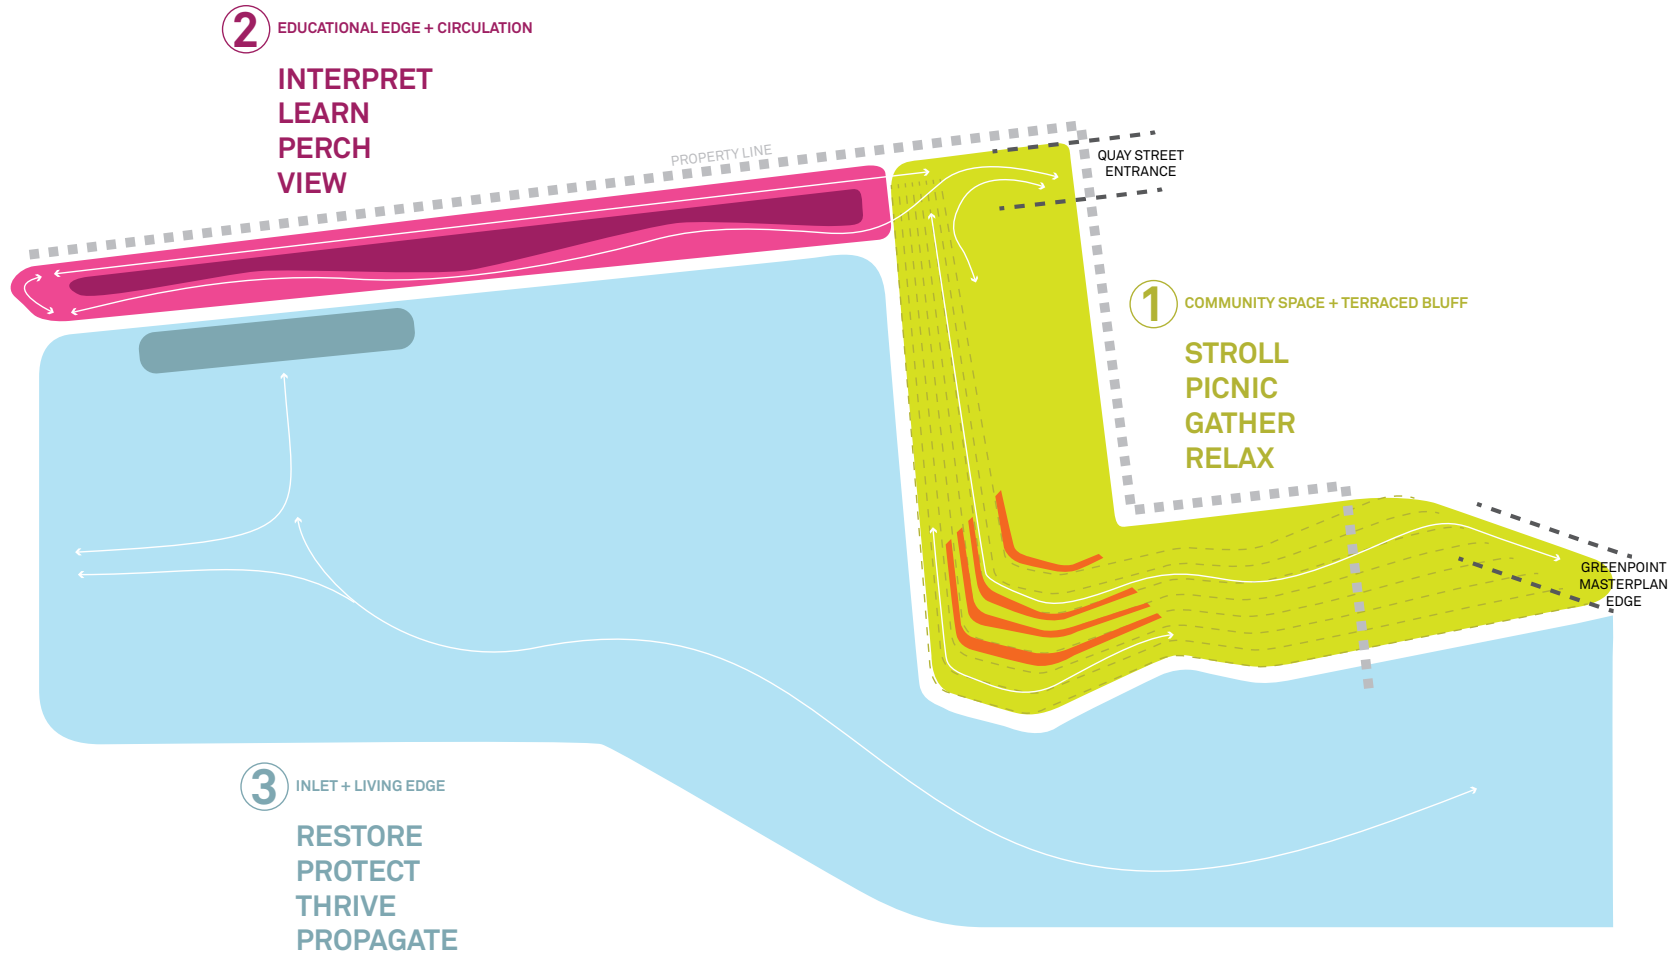 2 EDUCATIONAL EDGE + CIRCULATION
INTERPRET
LEARN
PERCH
VIEW
PROPERTY LINE
QUAY STREET
ENTRANCE
1 COMMUNITY SPACE + TERRACED BLUFF
STROLL
PICNIC
GATHER
RELAX
GREENPOINT
MASTERPLAN
EDGE
3 INLET + LIVING EDGE
RESTORE
PROTECT
THRIVE
PROPAGATE